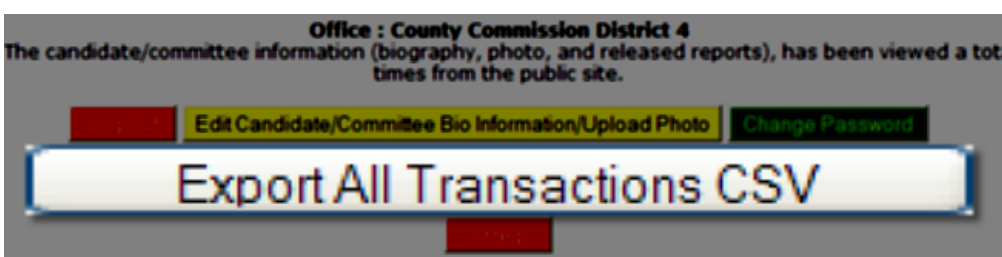 Office : County Commission District 4
The candidate/committee information (biography, photo, and released reports), has been viewed a tot
times from the public site.
Edit Candidate/Committee Bio Information/Upload Photo Change Password
Export All Transactions CSV